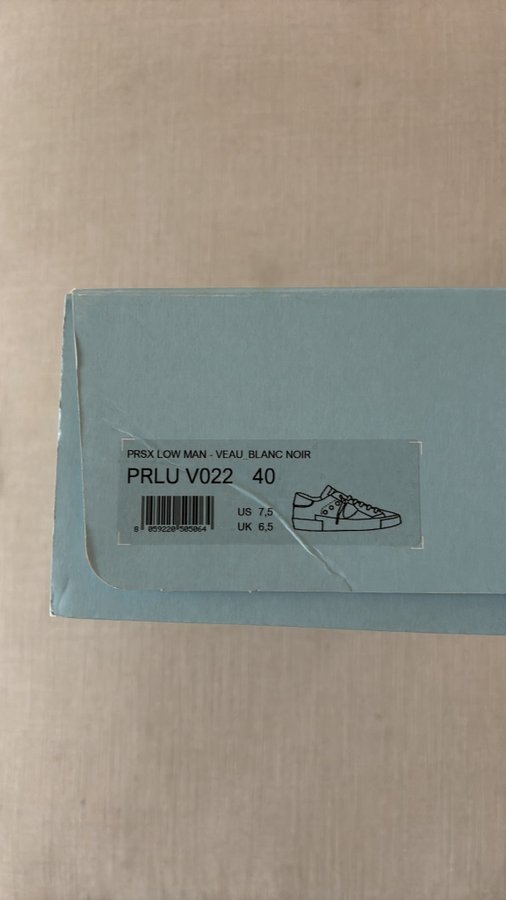 PRSX LOW MAN - VEAU_BLANC NOIR
PRLU V022 40
US 7,5
UK 6,5
8 059220 505064